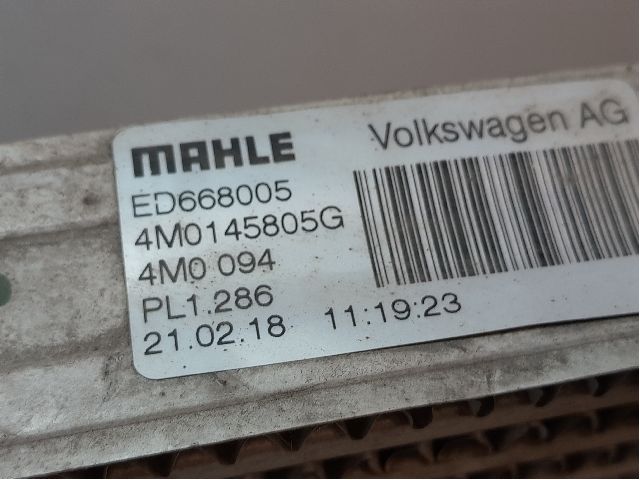 MAHLE Volkswagen AG
ED668005
4M0145805G
4M0 094
PL1.286
21.02.18 11:19:23